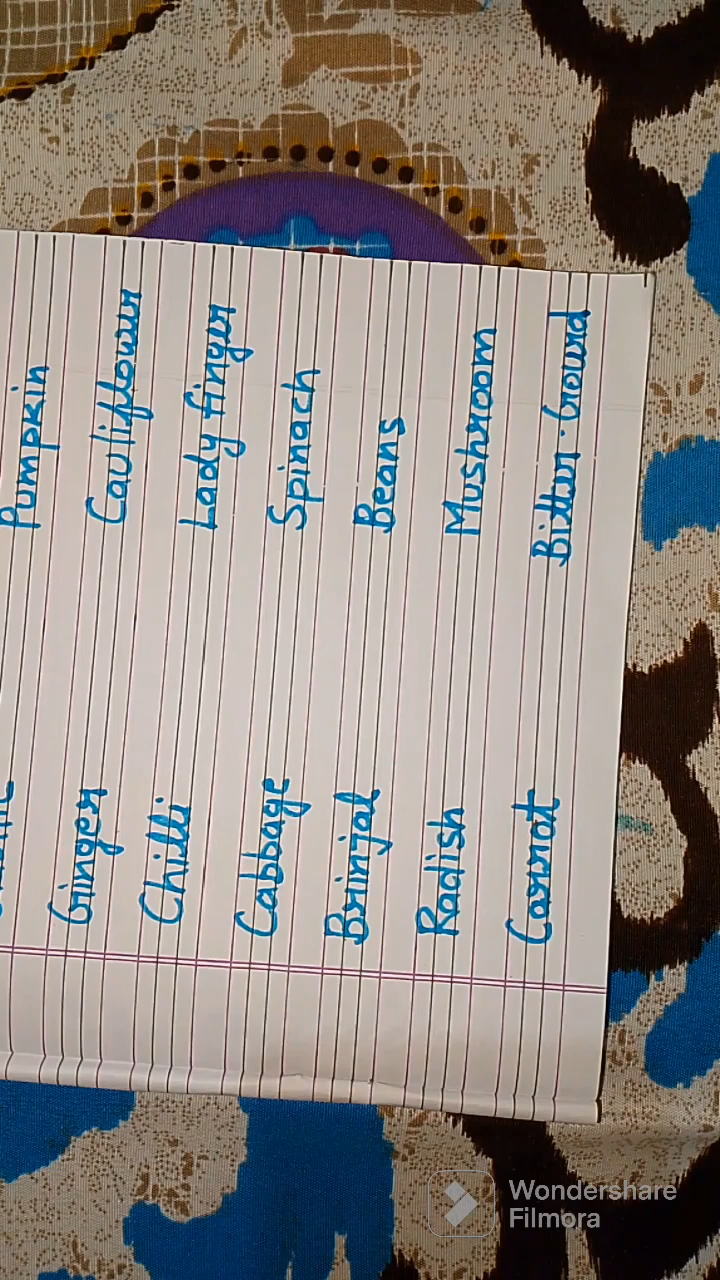 Pumpkin
Ginger Cauliflower
Chilli Lady finger
Cabbage Spinach
Brinjal Beans
Radish Mushroom
Carrot Bitter. Gourd
Wondershare
Filmora